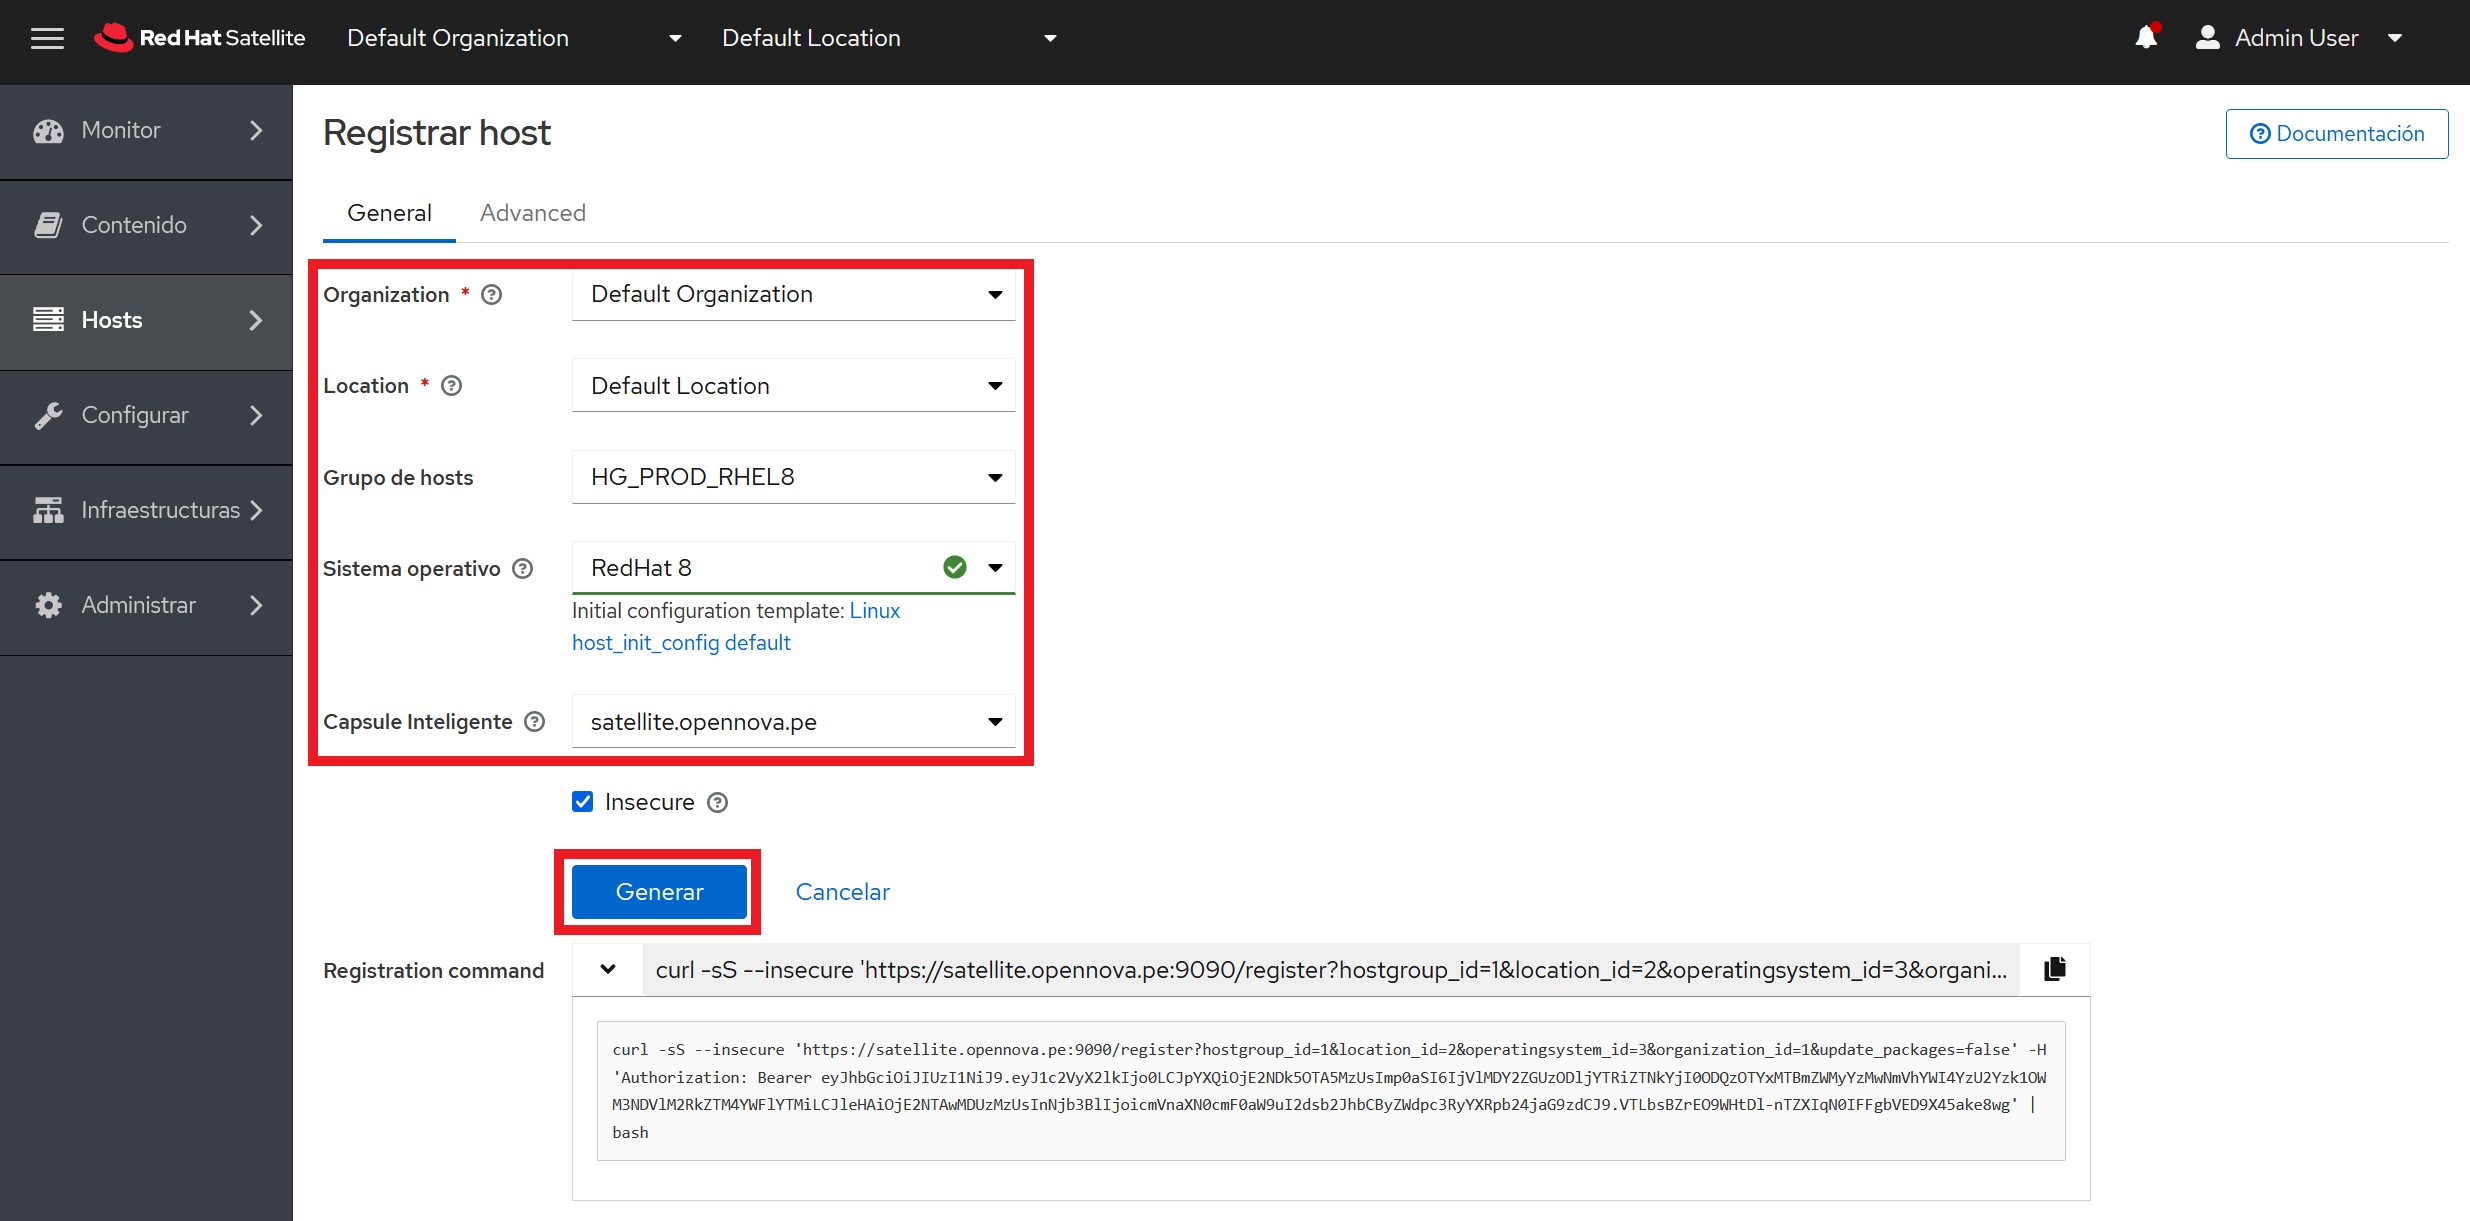 Red Hat Satellite
Default Organization
Default Location
Admin User
Monitor
Contenido
Hosts
Configurar
Infraestructuras
Administrar
Registrar host
Documentación
General
Advanced
Organization *
Default Organization
Location *
Default Location
Grupo de hosts
HG_PROD_RHEL8
Sistema operativo
RedHat 8
Initial configuration template: Linux
host_init_config default
Capsule Inteligente
satellite.opennova.pe
Insecure
Generar
Cancelar
Registration command
curl -sS --insecure 'https://satellite.opennova.pe:9090/register?hostgroup_id=1&location_id=2&operatingsystem_id=3&organi...
curl -sS --insecure 'https://satellite.opennova.pe:9090/register?hostgroup_id=1&location_id=2&operatingsystem_id=3&organization_id=1&update_packages=false' -H
'Authorization: Bearer eyJhbGciOiJIUzI1NiJ9.eyJ1c2VyX2lkIjo0LCJpYXQiOjE2NDk5OTA5MzUsImp0aSI6IjVlMDY2ZGUzODljYTRiZTNkYjI0ODQzOTYxMTBmZWMyYzMwNmVhYWI4YzU2Yzk1OW
M3NDVlM2RkZTM4YWFlYTMiLCJleHAiOjE2NTAwMDUzMzUsInNjb3BlIjoicmVnaXN0cmF0aW9uI2dsb2JhbCByZWdpc3RyYXRpb24jaG9zdCJ9.VTLbsBZrEO9WHtDl-nTZXIqN0IFFgbVED9X45ake8wg' |
bash